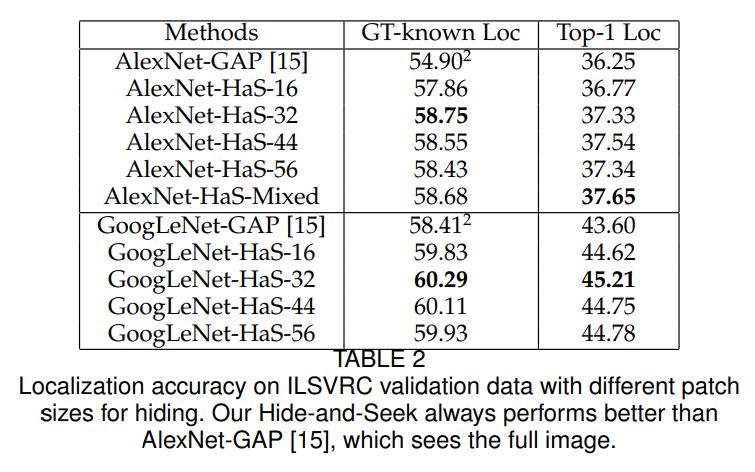 Methods GT-known Loc Top-1 Loc
AlexNet-GAP [15] 54.90² 36.25
AlexNet-HaS-16 57.86 36.77
AlexNet-HaS-32 58.75 37.33
AlexNet-HaS-44 58.55 37.54
AlexNet-HaS-56 58.43 37.34
AlexNet-HaS-Mixed 58.68 37.65
GoogLeNet-GAP [15] 58.41² 43.60
GoogLeNet-HaS-16 59.83 44.62
GoogLeNet-HaS-32 60.29 45.21
GoogLeNet-HaS-44 60.11 44.75
GoogLeNet-HaS-56 59.93 44.78
TABLE 2
Localization accuracy on ILSVRC validation data with different patch
sizes for hiding. Our Hide-and-Seek always performs better than
AlexNet-GAP [15], which sees the full image.